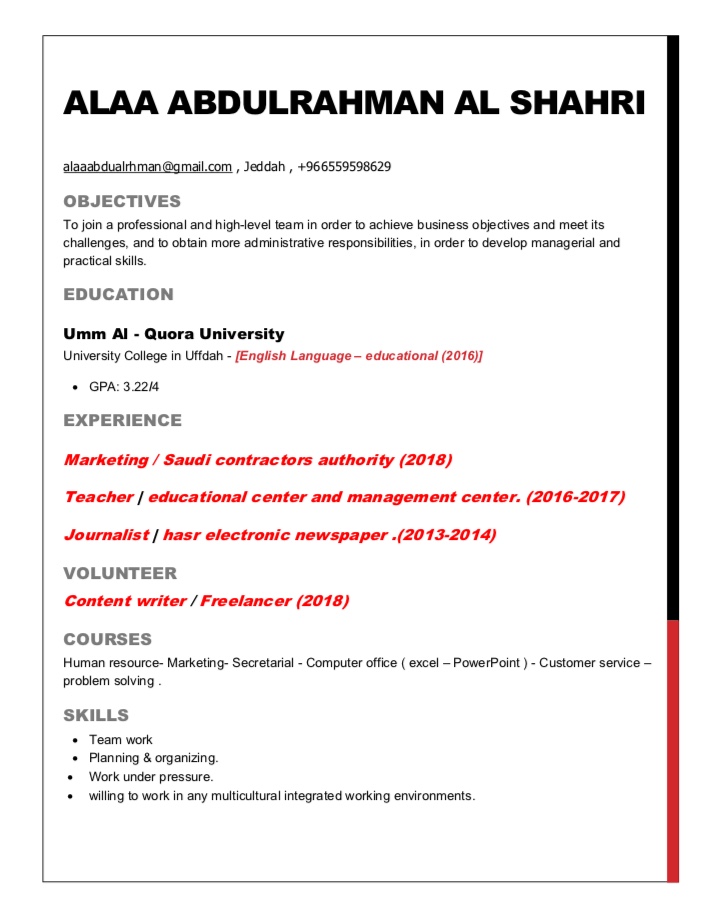 ALAA ABDULRAHMAN AL SHAHRI
alaaabdualrhman@gmail.com , Jeddah , +966559598629
OBJECTIVES
To join a professional and high-level team in order to achieve business objectives and meet its
challenges, and to obtain more administrative responsibilities, in order to develop managerial and
practical skills.
EDUCATION
Umm Al - Quora University
University College in Uffdah - [English Language – educational (2016)]
• GPA: 3.22/4
EXPERIENCE
Marketing / Saudi contractors authority (2018)
Teacher | educational center and management center. (2016-2017)
Journalist | hasr electronic newspaper .(2013-2014)
VOLUNTEER
Content writer / Freelancer (2018)
COURSES
Human resource- Marketing- Secretarial - Computer office ( excel – PowerPoint ) - Customer service –
problem solving .
SKILLS
• Team work
• Planning & organizing.
• Work under pressure.
• willing to work in any multicultural integrated working environments.